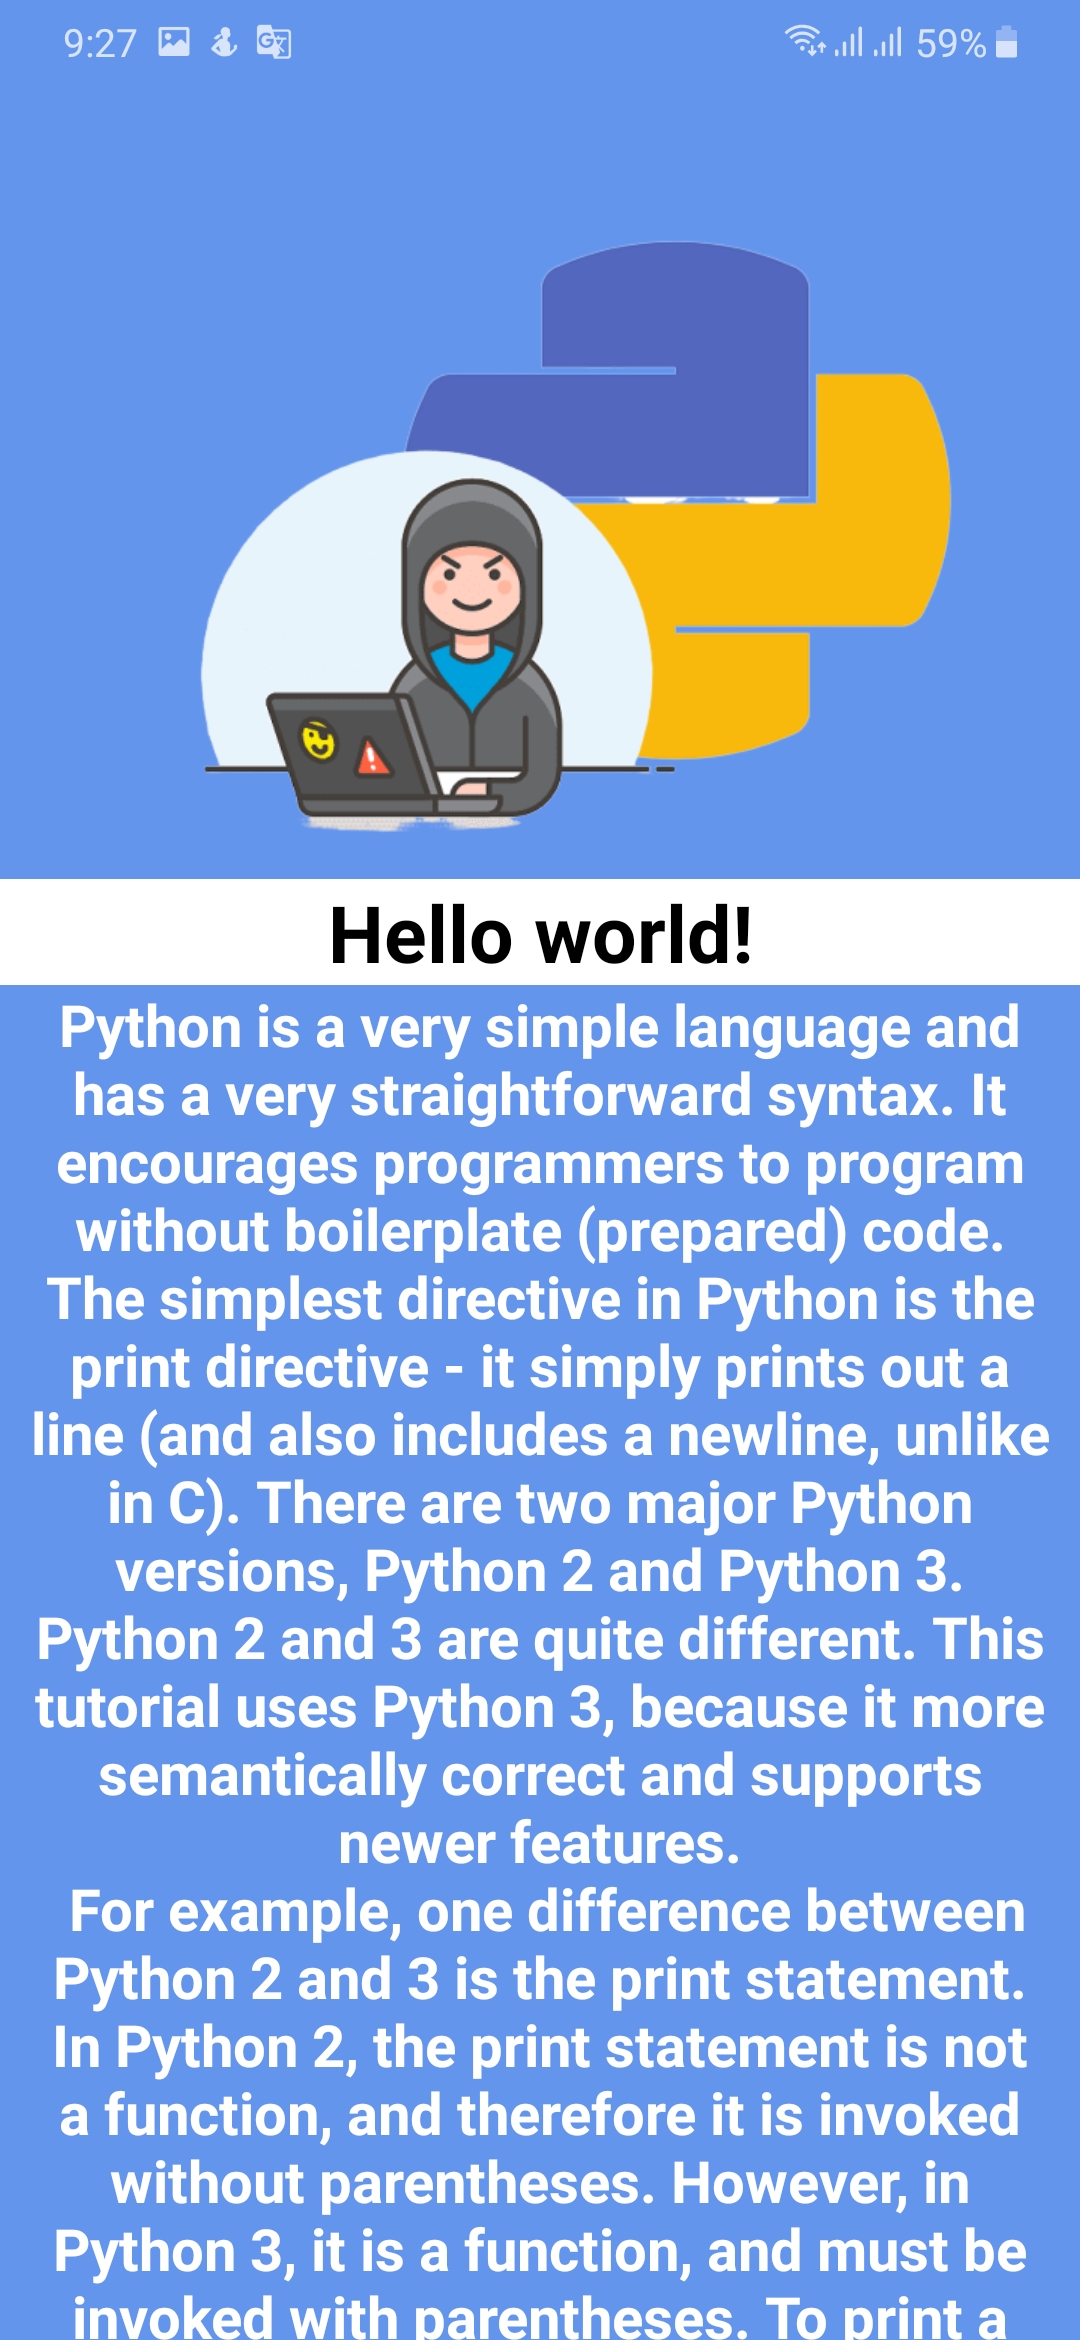 9:27 59%
Hello world!
Python is a very simple language and
has a very straightforward syntax. It
encourages programmers to program
without boilerplate (prepared) code.
The simplest directive in Python is the
print directive - it simply prints out a
line (and also includes a newline, unlike
in C). There are two major Python
versions, Python 2 and Python 3.
Python 2 and 3 are quite different. This
tutorial uses Python 3, because it more
semantically correct and supports
newer features.
For example, one difference between
Python 2 and 3 is the print statement.
In Python 2, the print statement is not
a function, and therefore it is invoked
without parentheses. However, in
Python 3, it is a function, and must be
invoked with parentheses. To print a